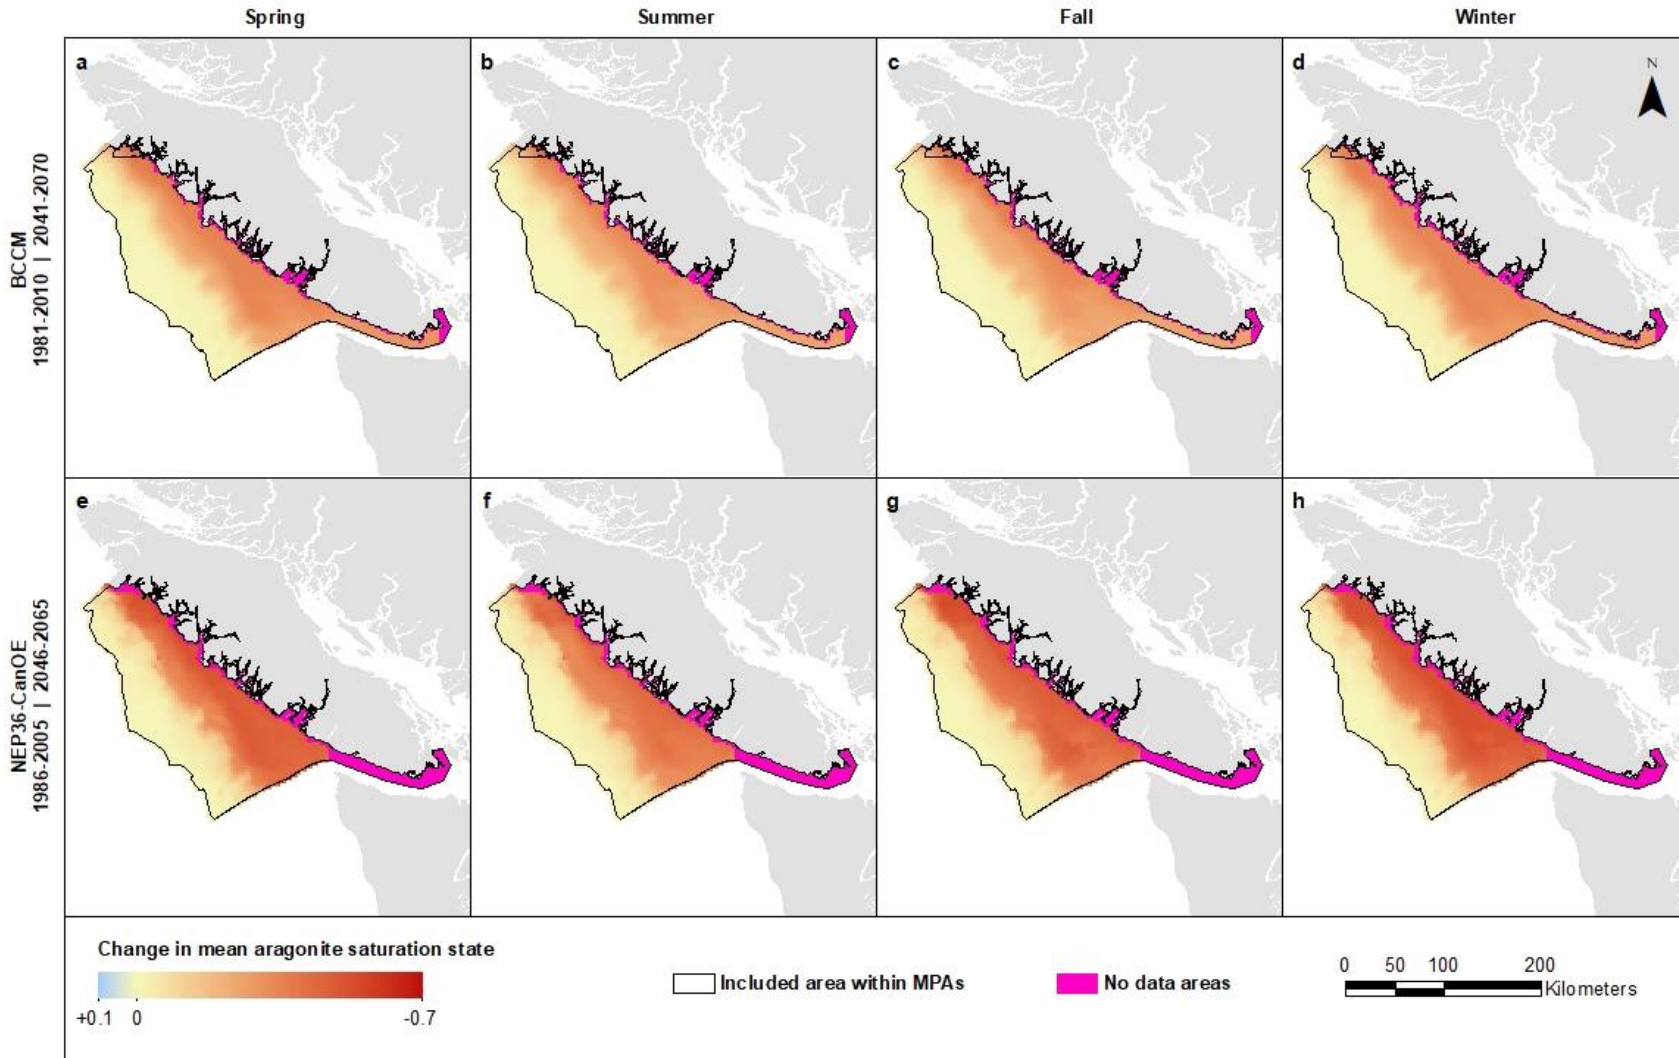 Spring Summer Fall Winter
a b c d
N
BCCM
1981-2010 | 2041-2070
e f g h
NEP36-CanOE
1986-2005 | 2046-2065
Change in mean aragonite saturation state
+0.1 0 -0.7
Included area within MPAs
No data areas
0 50 100 200
Kilometers